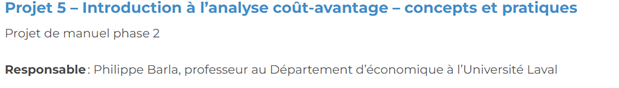 Projet 5 – Introduction à l’analyse coût-avantage – concepts et pratiques
Projet de manuel phase 2
Responsable : Philippe Barla, professeur au Département d’économique à l’Université Laval